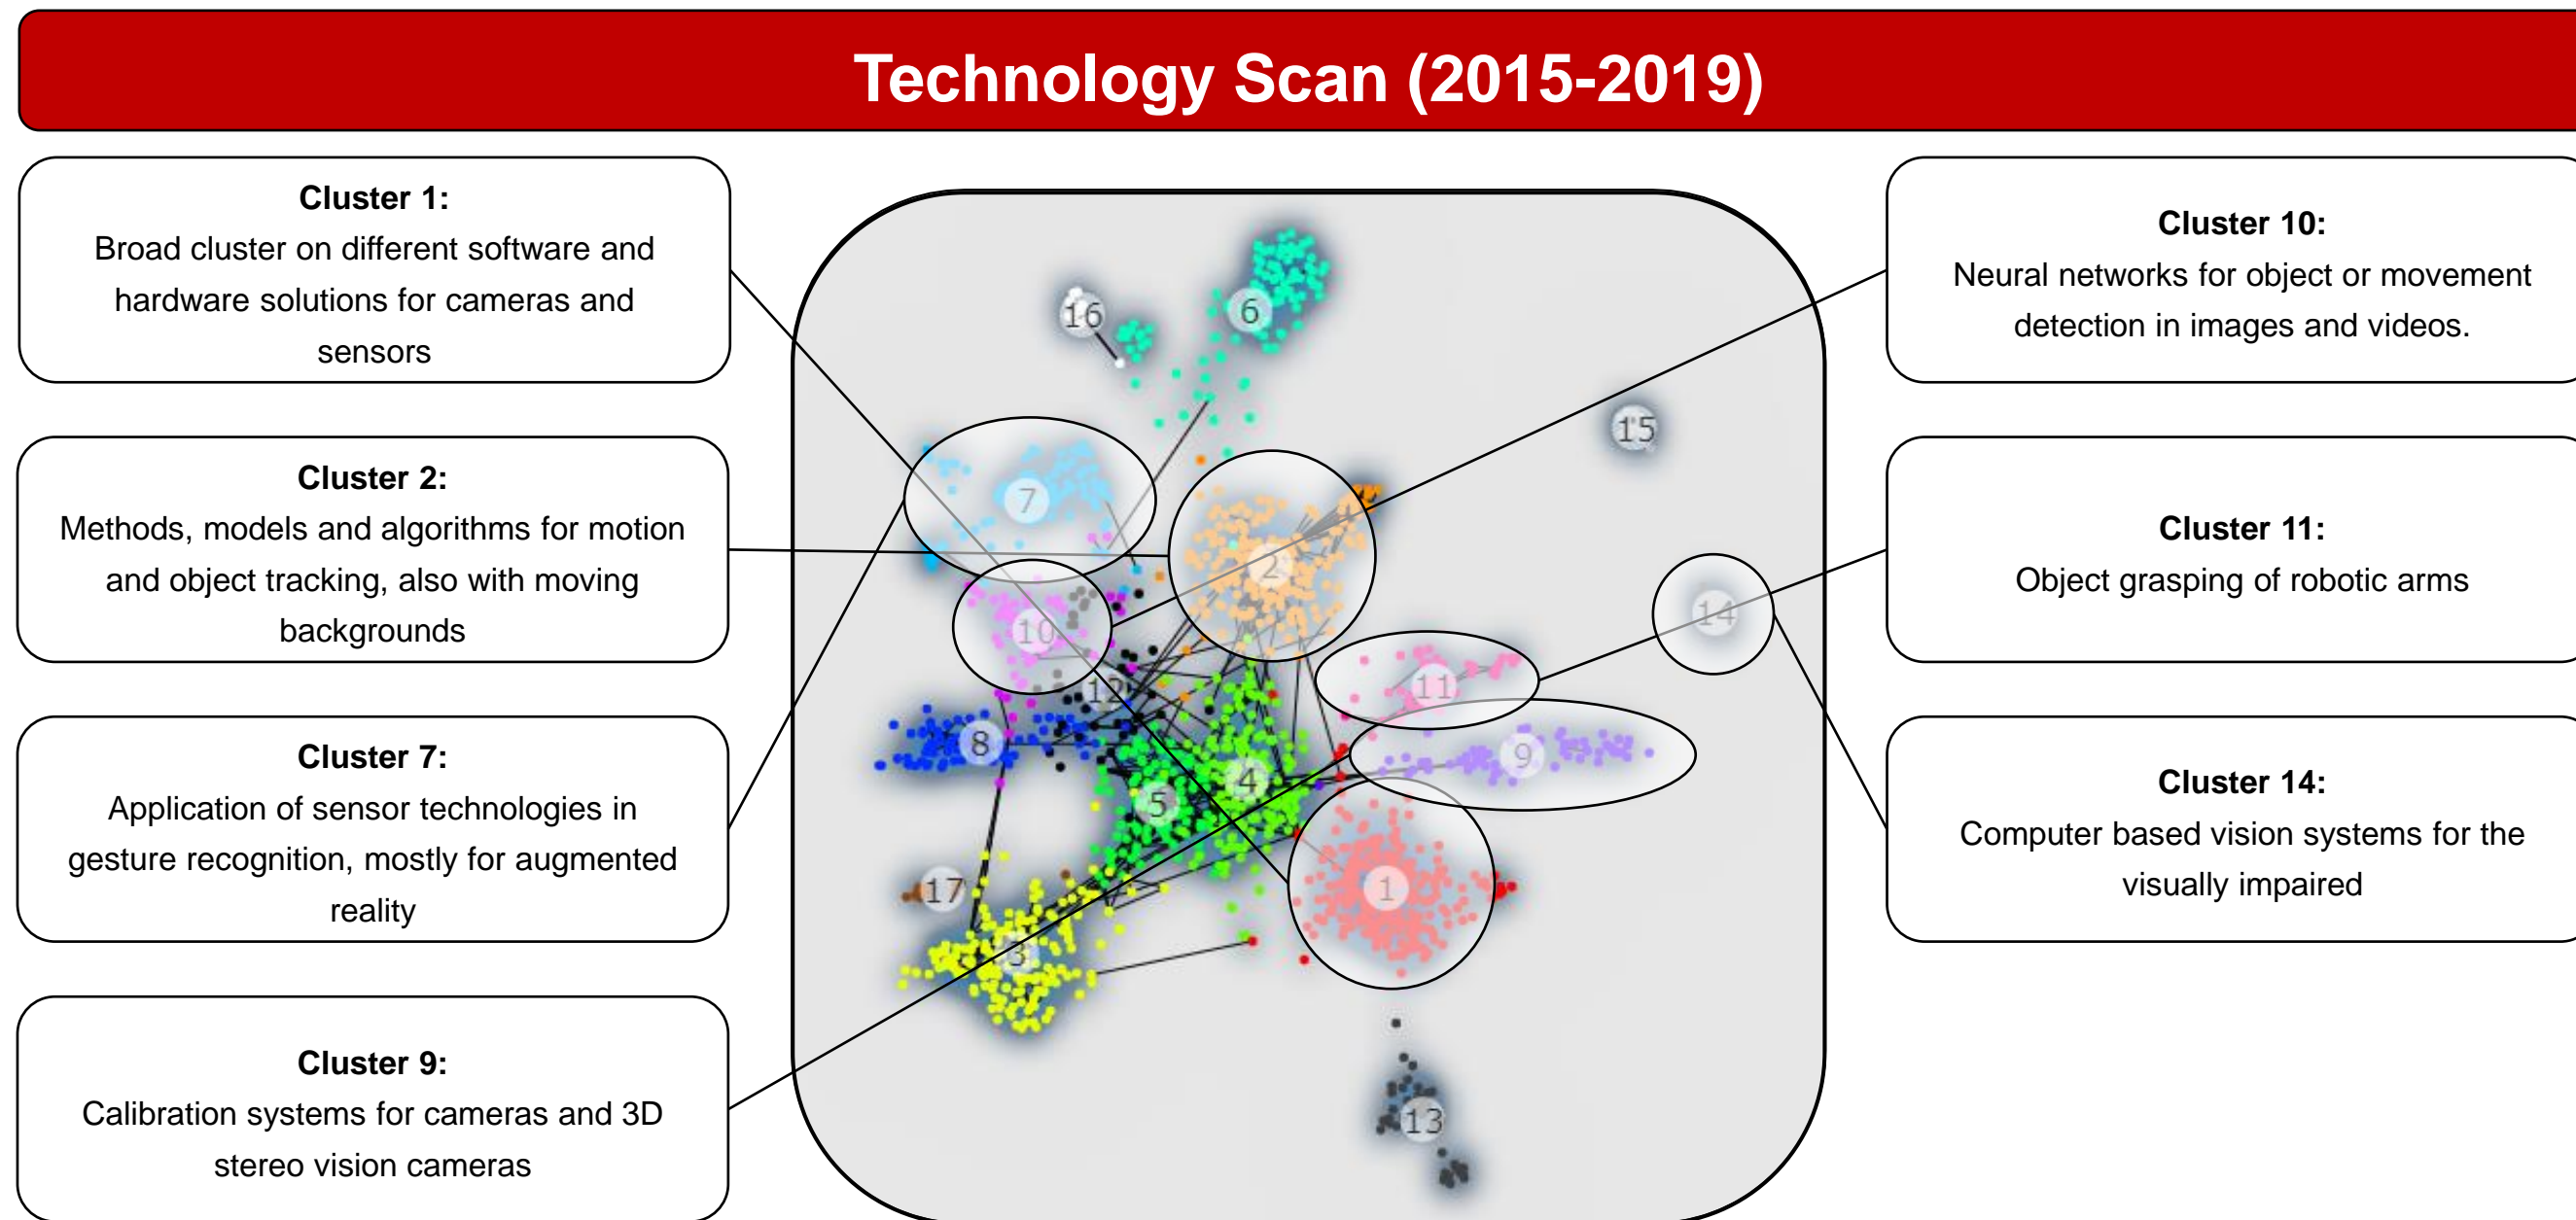 Technology Scan (2015-2019)
Cluster 1:
Broad cluster on different software and
hardware solutions for cameras and
sensors
Cluster 2:
Methods, models and algorithms for motion
and object tracking, also with moving
backgrounds
Cluster 7:
Application of sensor technologies in
gesture recognition, mostly for augmented
reality
Cluster 9:
Calibration systems for cameras and 3D
stereo vision cameras
16
6
15
7
2
14
10
11
12
8
9
4
5
1
17
3
13
Cluster 10:
Neural networks for object or movement
detection in images and videos.
Cluster 11:
Object grasping of robotic arms
Cluster 14:
Computer based vision systems for the
visually impaired